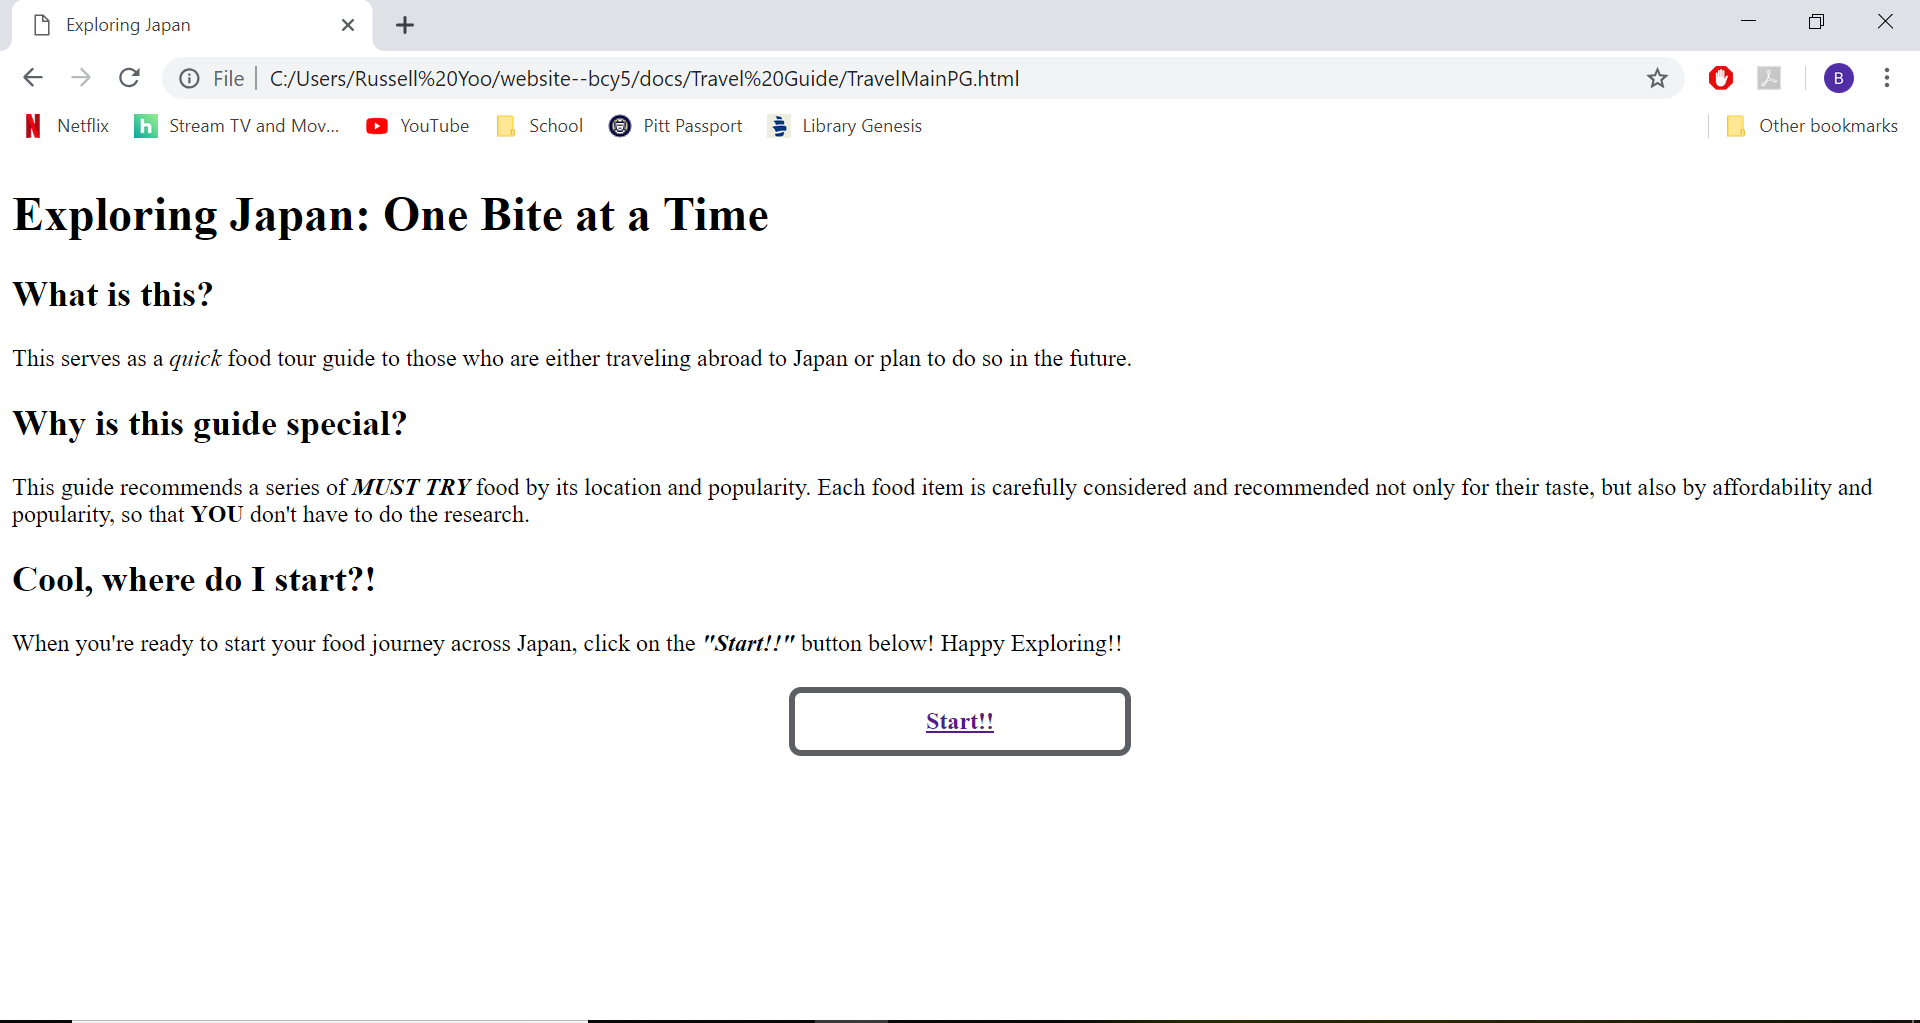 Exploring Japan
File C:/Users/Russell%20Yoo/website--bcy5/docs/Travel%20Guide/TravelMainPG.html B
Netflix h Stream TV and Mov... YouTube School Pitt Passport Library Genesis Other bookmarks
Exploring Japan: One Bite at a Time
What is this?
This serves as a quick food tour guide to those who are either traveling abroad to Japan or plan to do so in the future.
Why is this guide special?
This guide recommends a series of MUST TRY food by its location and popularity. Each food item is carefully considered and recommended not only for their taste, but also by affordability and
popularity, so that YOU don't have to do the research.
Cool, where do I start?!
When you're ready to start your food journey across Japan, click on the "Start!!" button below! Happy Exploring!!
Start!!